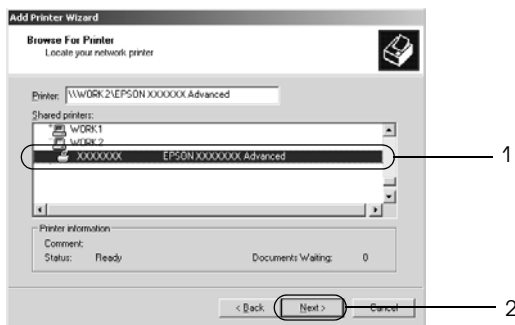 Add Printer Wizard
Browse For Printer
Locate your network printer
Printer: \\WORK2\EPSON XXXXXX Advanced
Shared printers:
WORK1
WORK2
XXXXXXX EPSON XXXXXXX Advanced
1
Printer information
Comment:
Status: Ready Documents Waiting: 0
< Back Next > Cancel
2